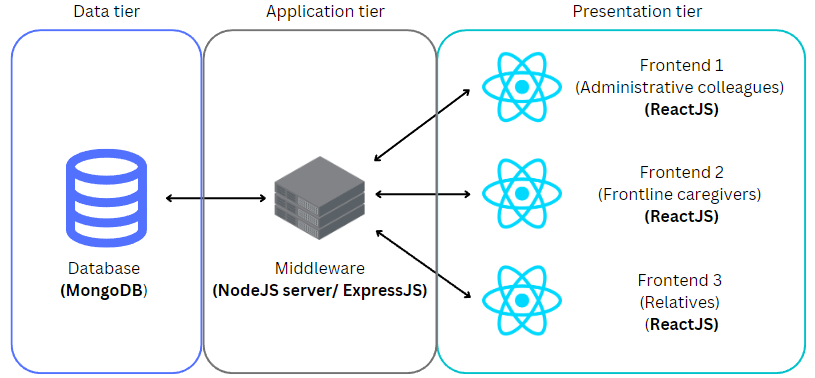 Data tier
Application tier
Presentation tier
Database
(MongoDB)
Middleware
(NodeJS server/ ExpressJS)
Frontend 1
(Administrative colleagues)
(ReactJS)
Frontend 2
(Frontline caregivers)
(ReactJS)
Frontend 3
(Relatives)
(ReactJS)